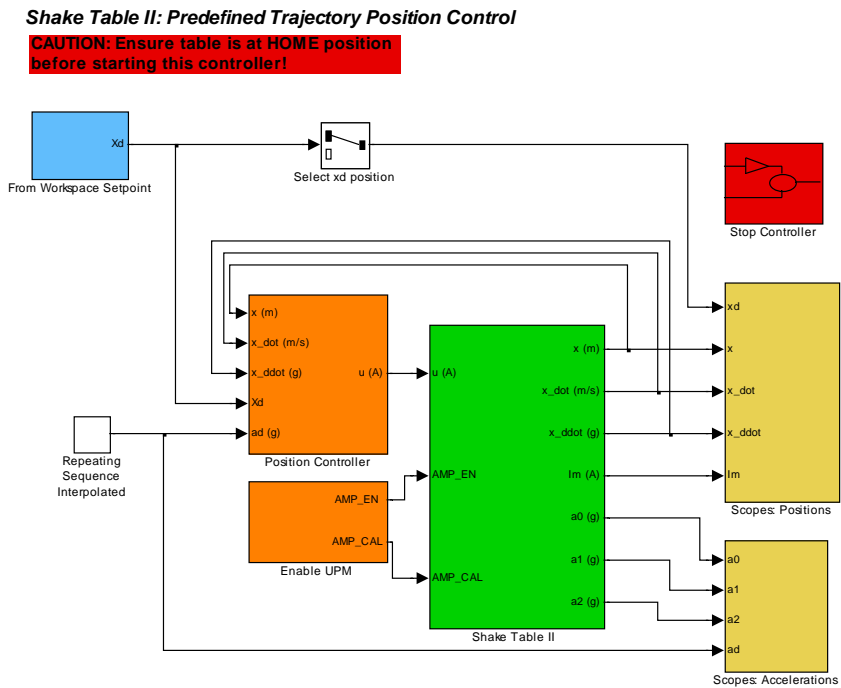 Shake Table II: Predefined Trajectory Position Control
CAUTION: Ensure table is at HOME position
before starting this controller!
Xd
From Workspace Setpoint
Select xd position
Stop Controller
x (m)
x_dot (m/s)
x_ddot (g)
Xd
ad (g)
u (A)
Position Controller
Repeating
Sequence
Interpolated
AMP_EN
AMP_CAL
Enable UPM
u (A)
AMP_EN
AMP_CAL
x (m)
x_dot (m/s)
x_ddot (g)
Im (A)
a0 (g)
a1 (g)
a2 (g)
Shake Table II
xd
x
x_dot
x_ddot
Im
Scopes: Positions
a0
a1
a2
ad
Scopes: Accelerations